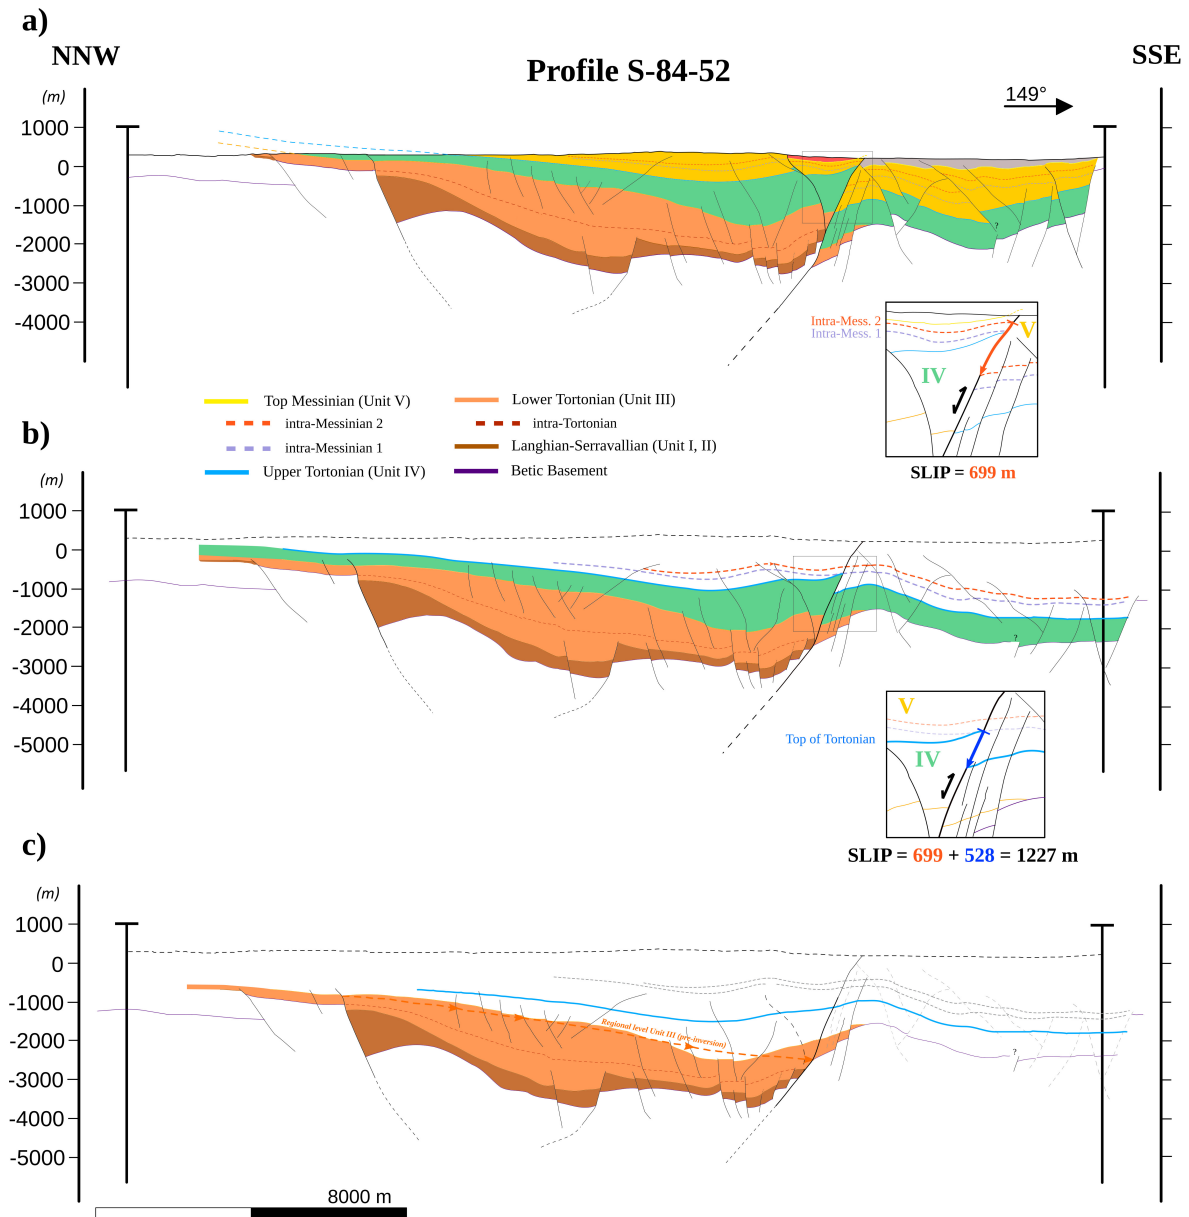 a)
NNW
SSE
Profile S-84-52
(m)
149°
1000
0
-1000
-2000
-3000
-4000
?
Intra-Mess. 2
Intra-Mess. 1
V
IV
SLIP = 699 m
Top Messinian (Unit V)
Lower Tortonian (Unit III)
intra-Messinian 2
intra-Tortonian
intra-Messinian 1
Langhian-Serravallian (Unit I, II)
Upper Tortonian (Unit IV)
Betic Basement
b)
(m)
1000
0
-1000
-2000
-3000
-4000
-5000
?
V
Top of Tortonian
IV
SLIP = 699 + 528 = 1227 m
c)
(m)
1000
0
-1000
-2000
-3000
-4000
-5000
Regional level Unit III (pre-inversion)
?
8000 m